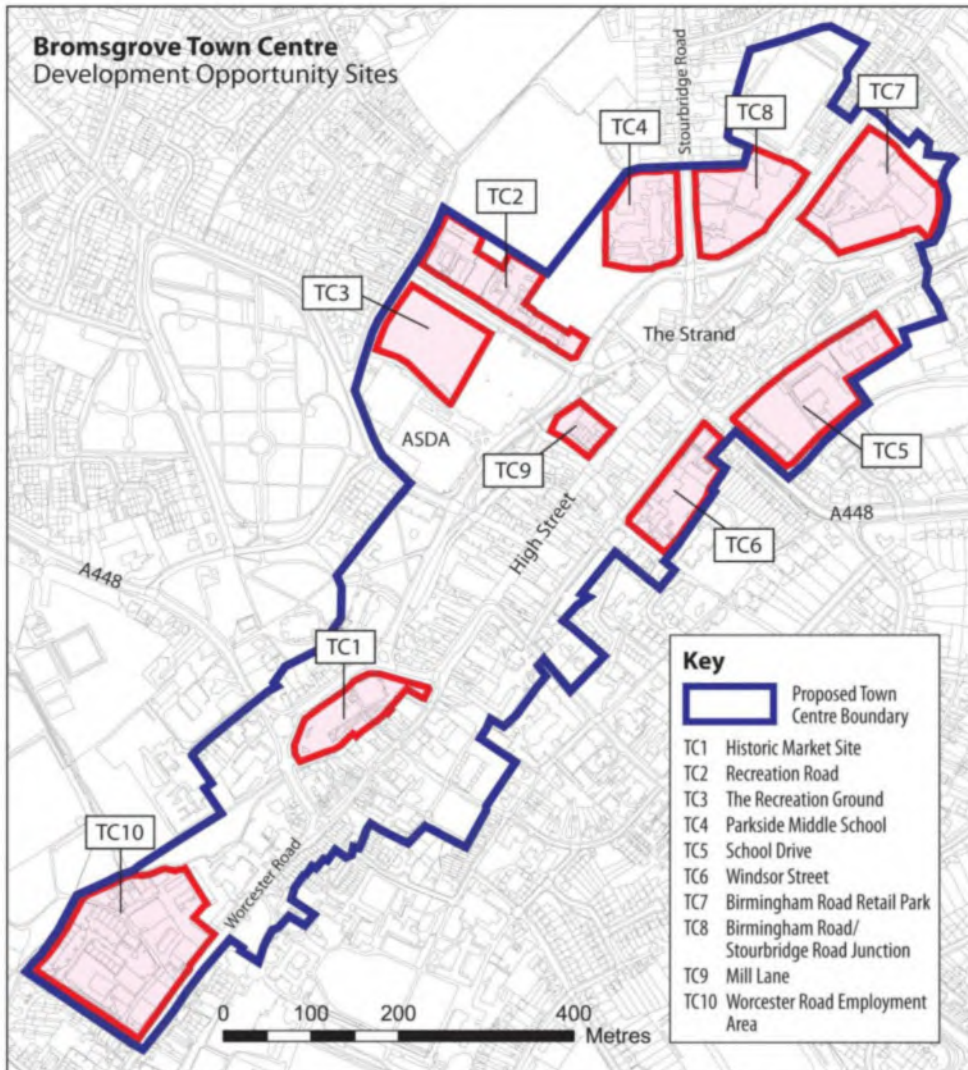 Bromsgrove Town Centre
Development Opportunity Sites
Stourbridge Road
TC7
TC8
TC4
TC2
TC3
The Strand
ASDA
TC9
TC5
A448
TC6
High Street
A448
TC1
TC10
Worcester Road
Key
Proposed Town
Centre Boundary
TC1 Historic Market Site
TC2 Recreation Road
TC3 The Recreation Ground
TC4 Parkside Middle School
TC5 School Drive
TC6 Windsor Street
TC7 Birmingham Road Retail Park
TC8 Birmingham Road/
Stourbridge Road Junction
TC9 Mill Lane
TC10 Worcester Road Employment
Area
0 100 200 400 Metres